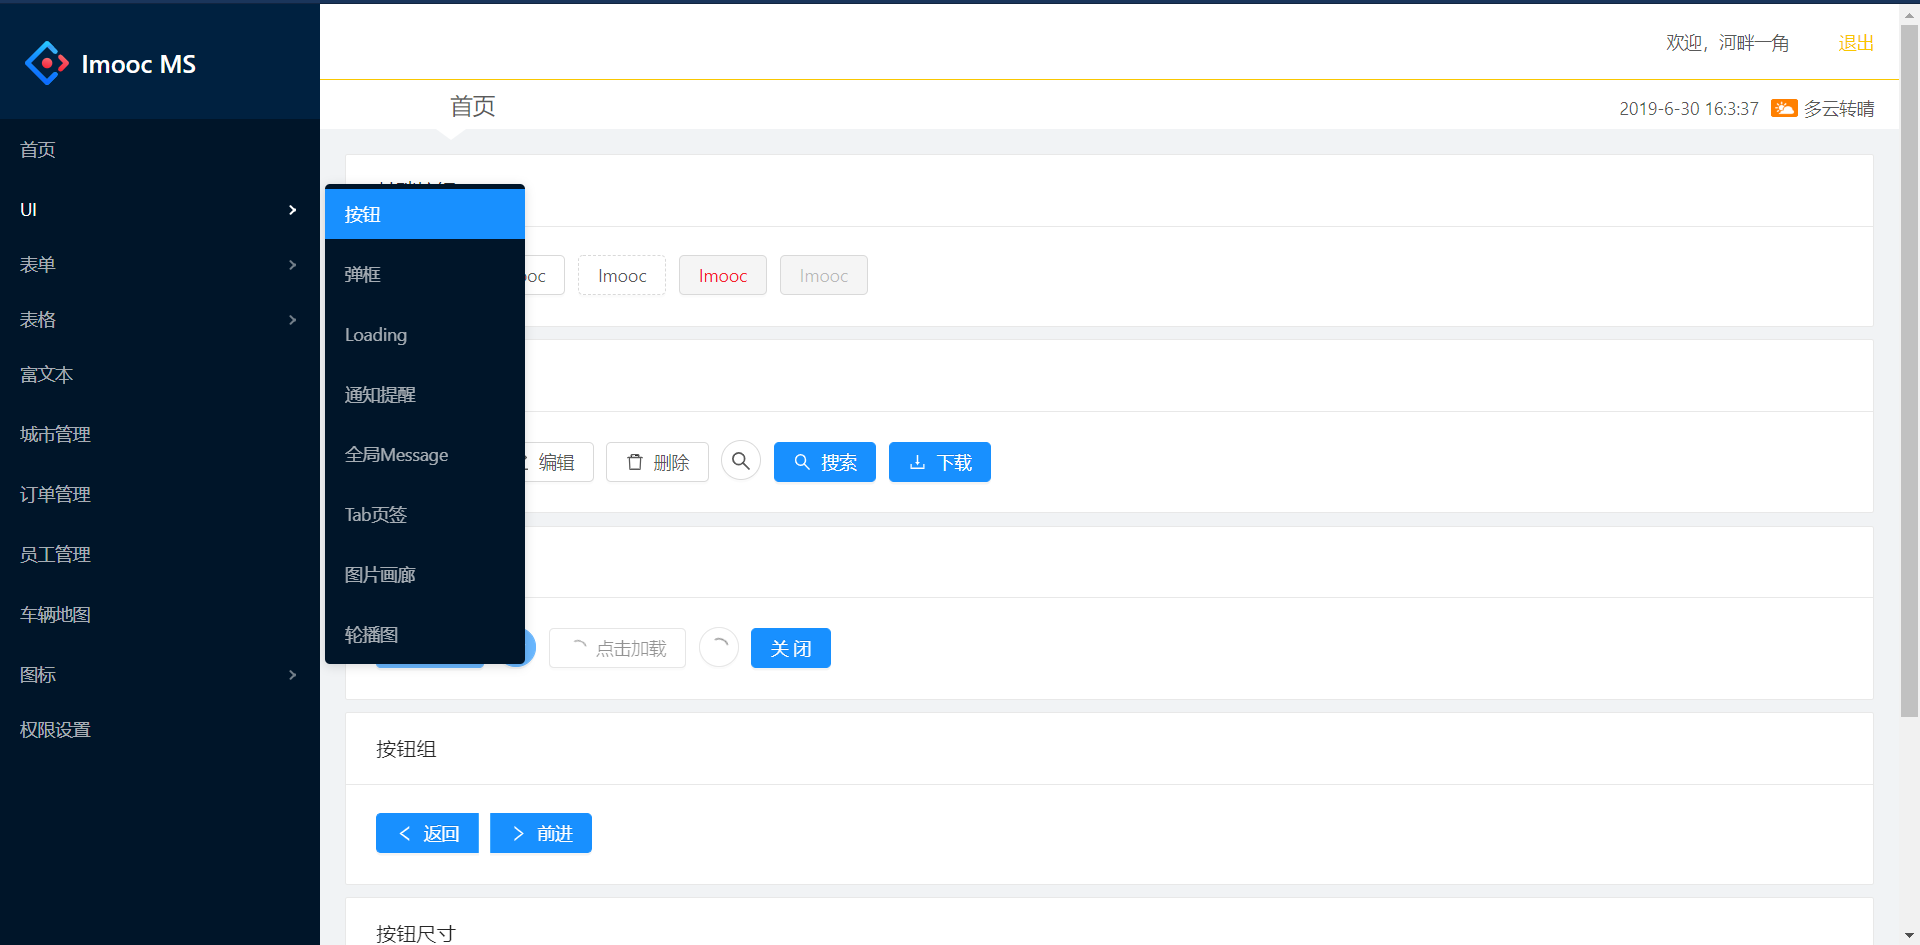 Imooc MS
欢迎，河畔一角
退出
首页
2019-6-30 16:3:37
多云转晴
首页
UI
表单
表格
富文本
城市管理
订单管理
员工管理
车辆地图
图标
权限设置
按钮
弹框
Loading
通知提醒
全局Message
Tab页签
图片画廊
轮播图
Imooc
Imooc
Imooc
编辑
删除
搜索
下载
点击加载
关 闭
按钮组
返回
前进
按钮尺寸